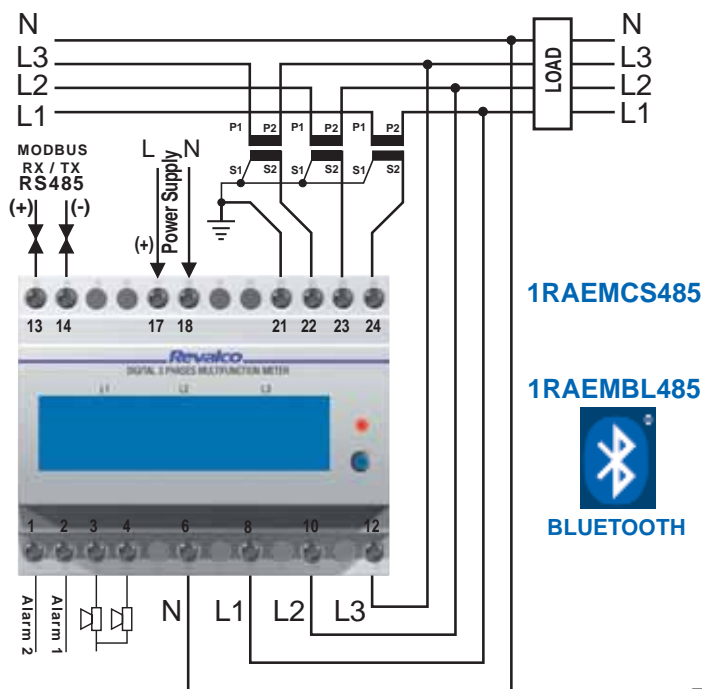 N N
L3 L3
L2 L2
L1 L1
LOAD
P1 P2 P1 P2 P1 P2
S1 S2 S1 S2 S1 S2
MODBUS
RX / TX
RS485
(+) (-)
L N
Power Supply
(+)
13 14 17 18 21 22 23 24
Revalco
DIGITAL 3 PHASES MULTIFUNCTION METER
L1 L2 L3
1 2 3 4 6 8 10 12
Alarm 2
Alarm 1
N L1 L2 L3
1RAEMCS485
1RAEMBL485
BLUETOOTH